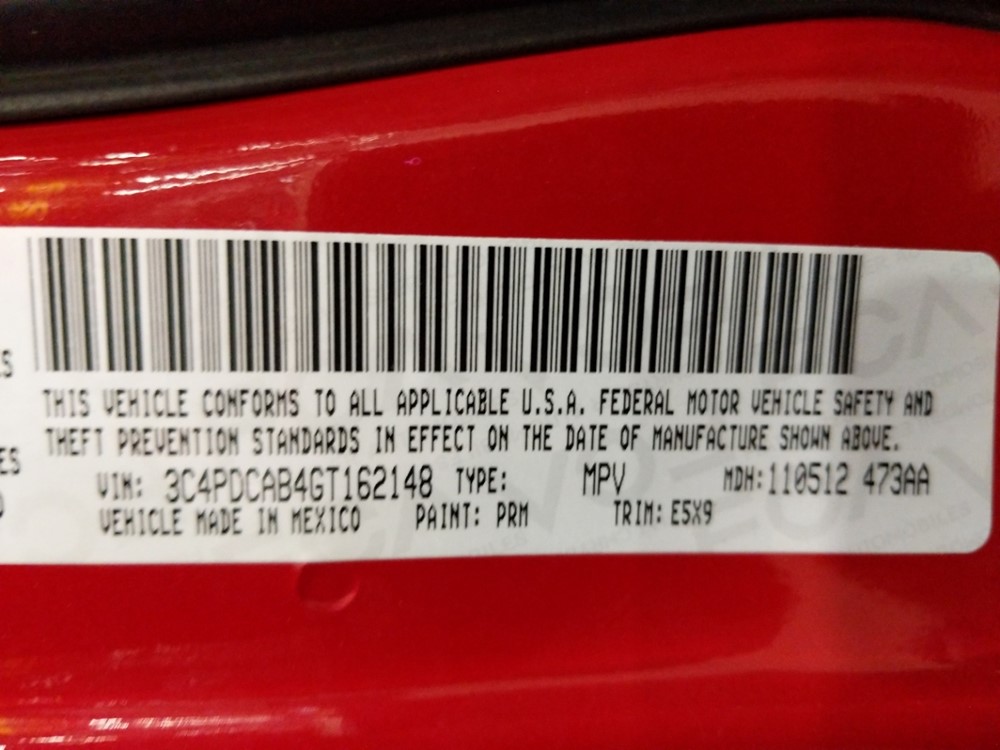 THIS VEHICLE CONFORMS TO ALL APPLICABLE U.S.A. FEDERAL MOTOR VEHICLE SAFETY AND
THEFT PREVENTION STANDARDS IN EFFECT ON THE DATE OF MANUFACTURE SHOWN ABOVE.
VIN: 3C4PDCAB4GT162148 TYPE: MPV MDH:110512 473AA
VEHICLE MADE IN MEXICO PAINT: PRM TRIM: E5X9